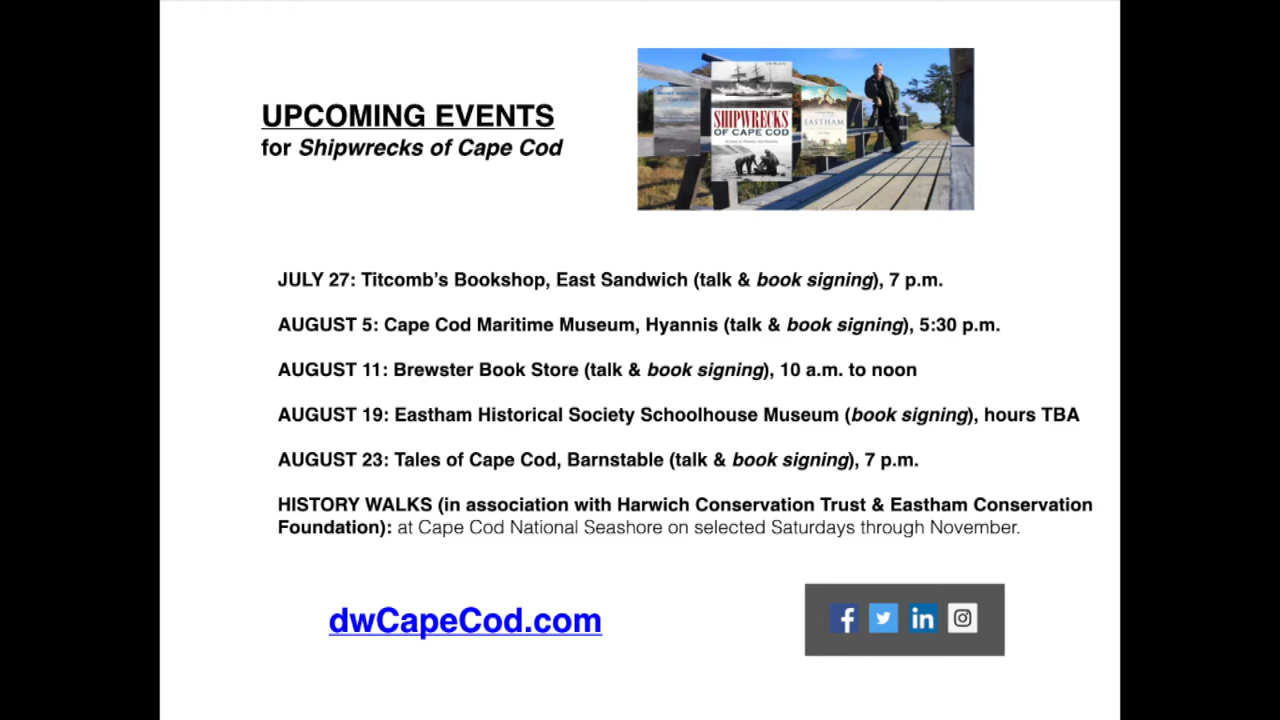 UPCOMING EVENTS
for Shipwrecks of Cape Cod
SHIPWRECKS
OF CAPE COD
EASTHAM
JULY 27: Titcomb’s Bookshop, East Sandwich (talk & book signing), 7 p.m.
AUGUST 5: Cape Cod Maritime Museum, Hyannis (talk & book signing), 5:30 p.m.
AUGUST 11: Brewster Book Store (talk & book signing), 10 a.m. to noon
AUGUST 19: Eastham Historical Society Schoolhouse Museum (book signing), hours TBA
AUGUST 23: Tales of Cape Cod, Barnstable (talk & book signing), 7 p.m.
HISTORY WALKS (in association with Harwich Conservation Trust & Eastham Conservation
Foundation): at Cape Cod National Seashore on selected Saturdays through November.
dwCapeCod.com